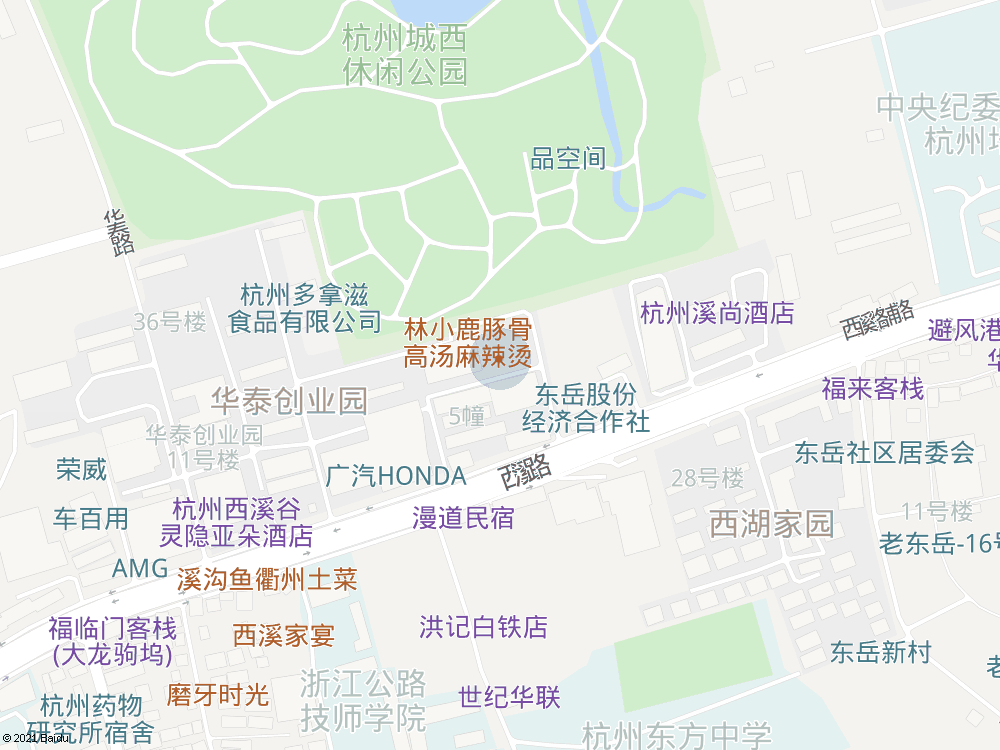 杭州城西
休闲公园
中央纪委
杭州培
品空间
华泰路
杭州多拿滋
食品有限公司
36号楼
杭州溪尚酒店
西溪路辅路
林小鹿豚骨
高汤麻辣烫
避风港
华
福来客栈
华泰创业园
5幢
东岳股份
经济合作社
华泰创业园
11号楼
东岳社区居委会
荣威
广汽HONDA
西溪路
28号楼
杭州西溪谷
灵隐亚朵酒店
车百用
漫道民宿
西湖家园
11号楼
老东岳-16号
AMG
溪沟鱼衢州土菜
福临门客栈
(大龙驹坞)
西溪家宴
洪记白铁店
东岳新村
老
磨牙时光
浙江公路
技师学院
世纪华联
杭州药物
研究所宿舍
杭州东方中学
© 2021 Baidu